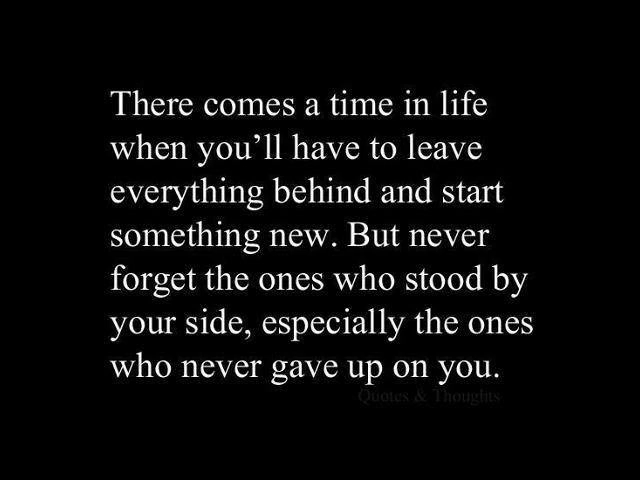 There comes a time in life
when you’ll have to leave
everything behind and start
something new. But never
forget the ones who stood by
your side, especially the ones
who never gave up on you.
Quotes & Thoughts